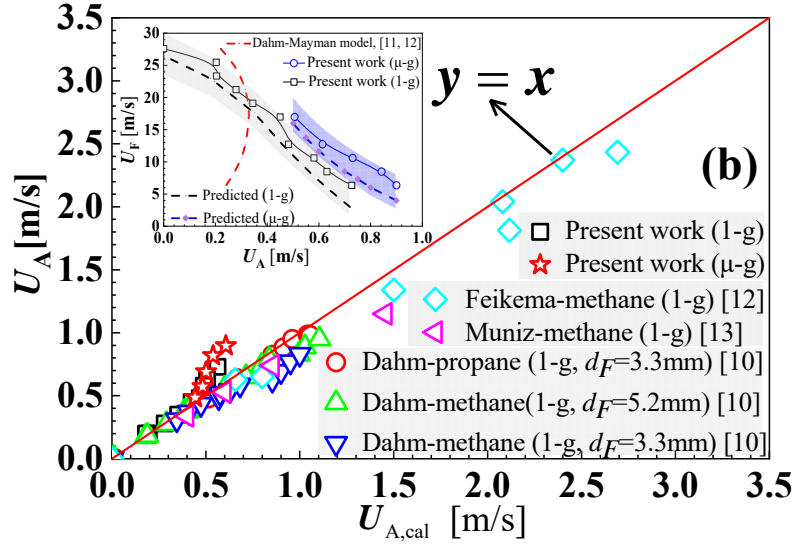 3.5
3.0
2.5
2.0
1.5
1.0
0.5
0.0
U_A[m/s]
0.0 0.5 1.0 1.5 2.0 2.5 3.0 3.5
U_A,cal [m/s]
30
25
20
15
10
5
0
U_F [m/s]
0.0 0.2 0.4 0.6 0.8 1.0
U_A [m/s]
Dahm-Mayman model, [11, 12]
Present work (μ-g)
Present work (1-g)
Predicted (1-g)
Predicted (μ-g)
y = x
(b)
Present work (1-g)
Present work (μ-g)
Feikema-methane (1-g) [12]
Muniz-methane (1-g) [13]
Dahm-propane (1-g, d_F=3.3mm) [10]
Dahm-methane(1-g, d_F=5.2mm) [10]
Dahm-methane (1-g, d_F=3.3mm) [10]